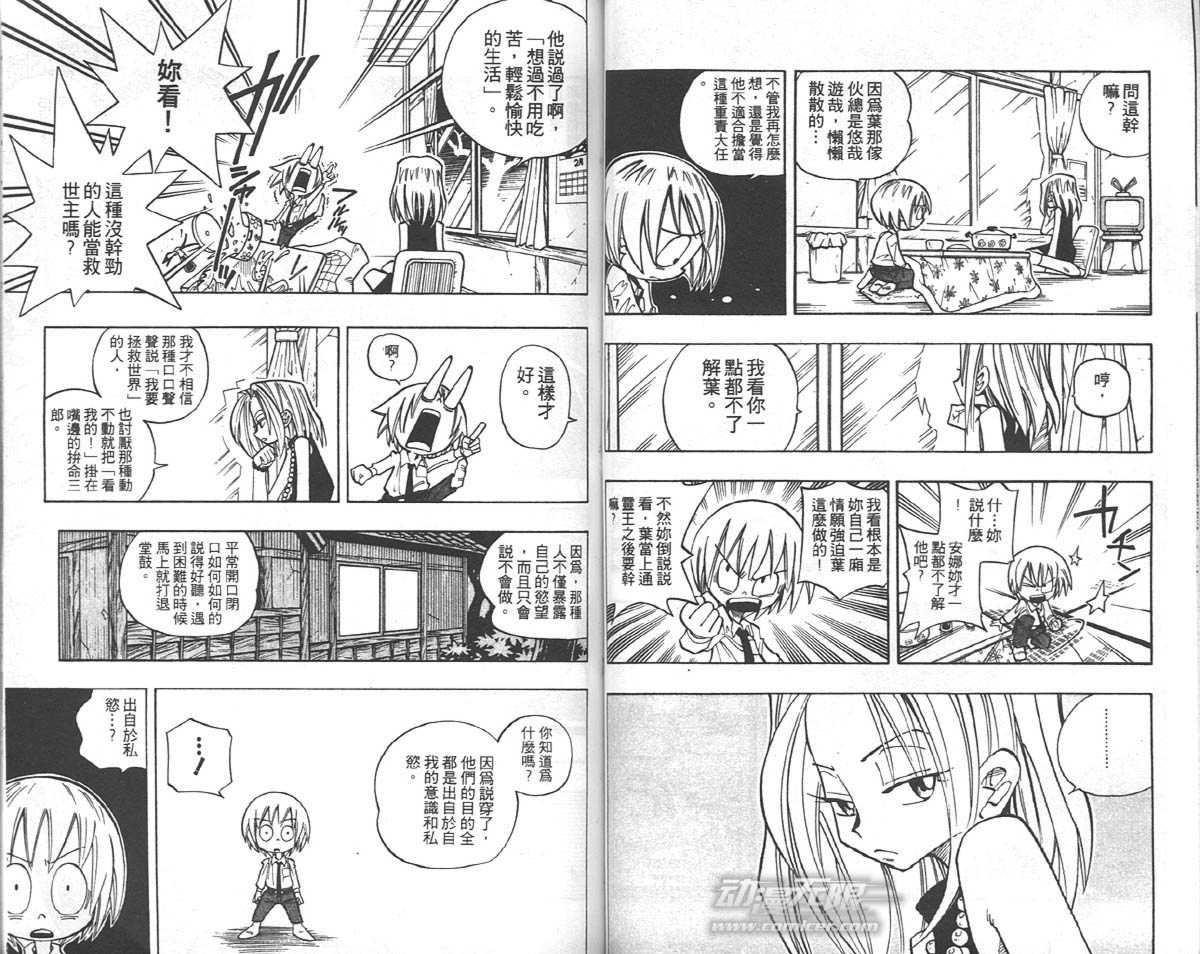 問這幹
嘛？
因爲葉那傢
伙總是悠哉
遊哉，懶懶
散散的…
不管我再怎麼
想，還是覺得
他不適合擔當
這種重責大任
哼，
我看你一
點都不了
解葉。
什…妳
說什麼
！
安娜妳才一
點都不了解
他吧？
我看根本是
妳自己一廂
情願強迫葉
這麼做的！
不然妳倒說說
看，葉當上通
靈王之後要幹
嘛？
…………
他說過了啊，
「想過不用吃
苦，輕鬆愉快
的生活」。
妳看！
這種沒幹勁
的人能當救
世主嗎？
這樣才
好。
啊？
我才不相信
那種口口聲
聲說「我要
拯救世界」
的人，
也討厭那種動
不動就把「看
我的！」掛在
嘴邊的拚命三
郎。
因爲，那種
人不僅暴露
自己的慾望
，而且只會
說不會做。
平常開口閉
口如何如何的
說得好聽，遇
到困難的時候
馬上就打退
堂鼓。
你知道爲
什麼嗎？
因爲說穿了，
他們的目的全
都是出自於自
我的意識和私
慾。
…！
出自於私
慾…？
动漫无限
www.comicer.com